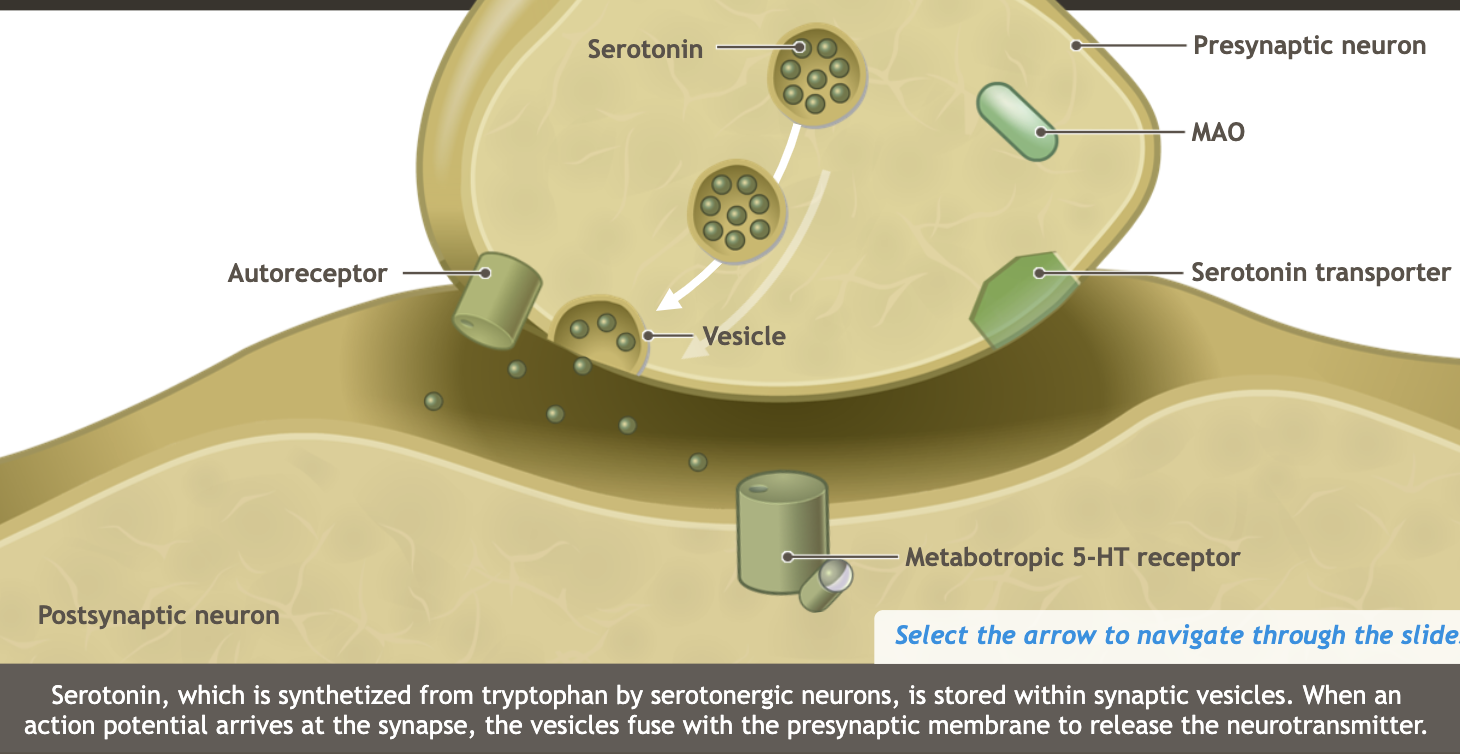 Serotonin
Presynaptic neuron
MAO
Autoreceptor
Serotonin transporter
Vesicle
Metabotropic 5-HT receptor
Postsynaptic neuron
Select the arrow to navigate through the slide
Serotonin, which is synthetized from tryptophan by serotonergic neurons, is stored within synaptic vesicles. When an
action potential arrives at the synapse, the vesicles fuse with the presynaptic membrane to release the neurotransmitter.